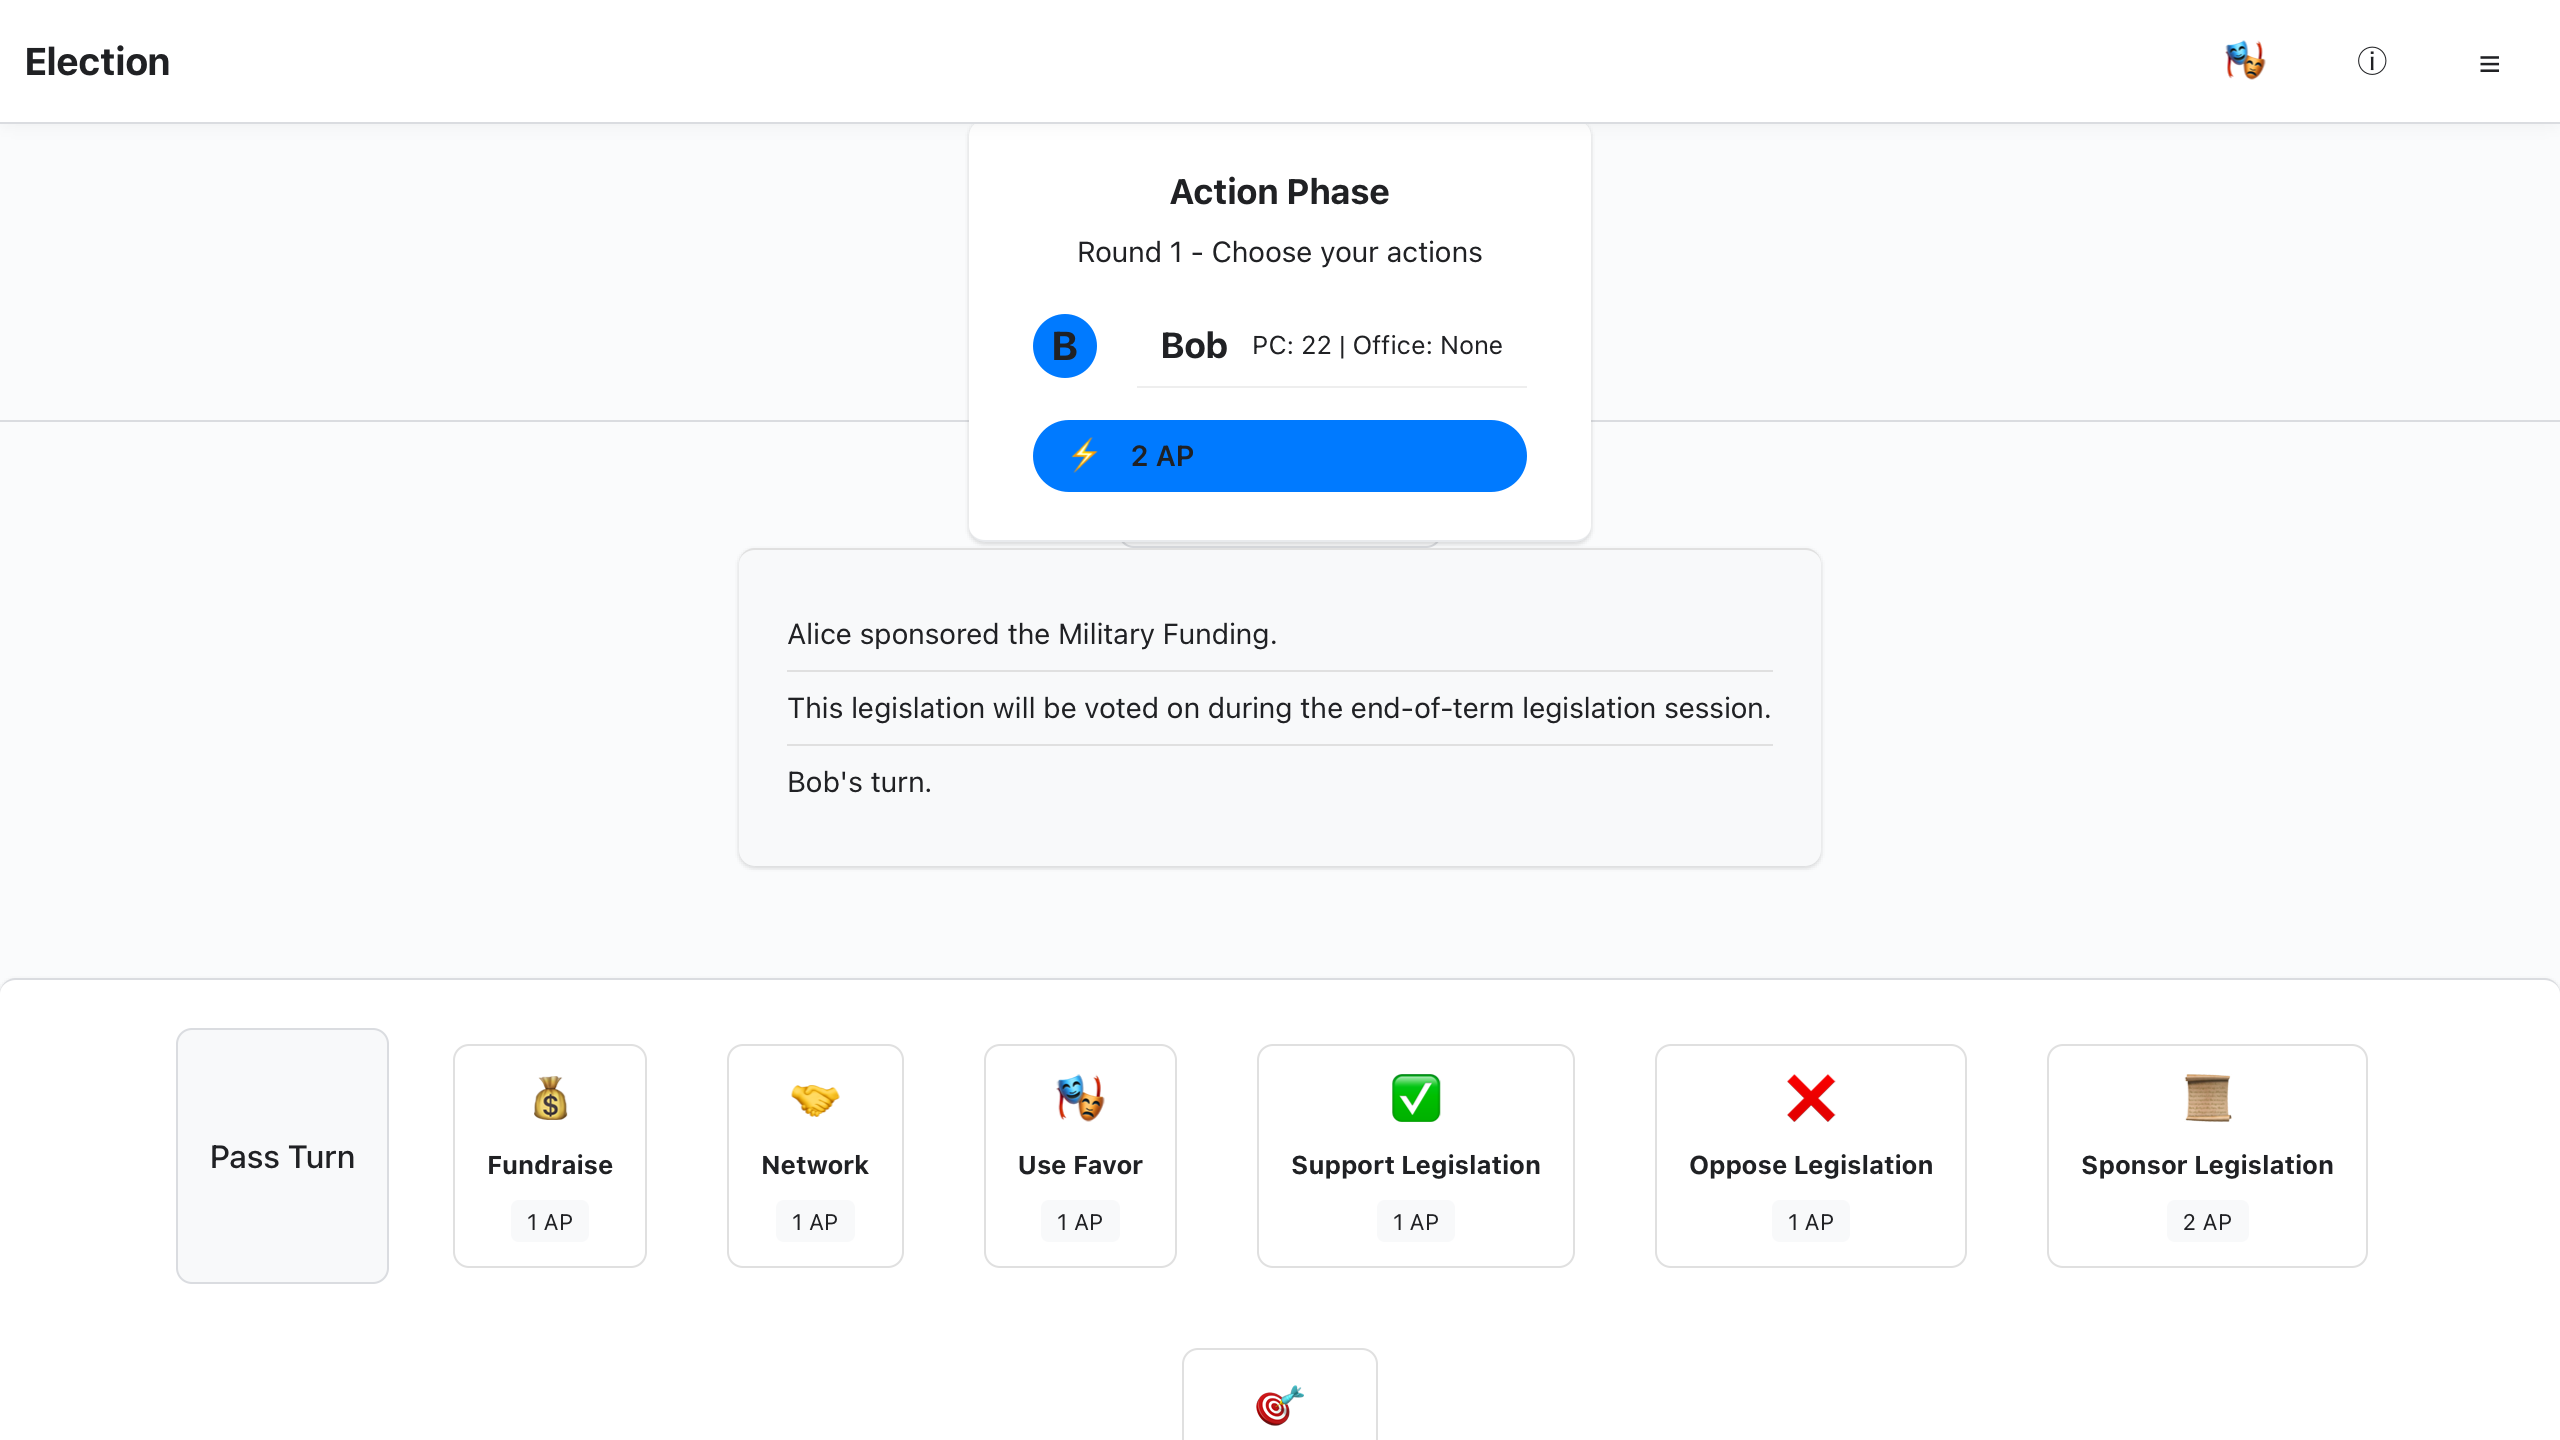 Election
ⓘ
≡
Action Phase
Round 1 - Choose your actions
B
Bob PC: 22 | Office: None
⚡ 2 AP
Alice sponsored the Military Funding.
This legislation will be voted on during the end-of-term legislation session.
Bob's turn.
Pass Turn
Fundraise
1 AP
Network
1 AP
Use Favor
1 AP
Support Legislation
1 AP
Oppose Legislation
1 AP
Sponsor Legislation
2 AP